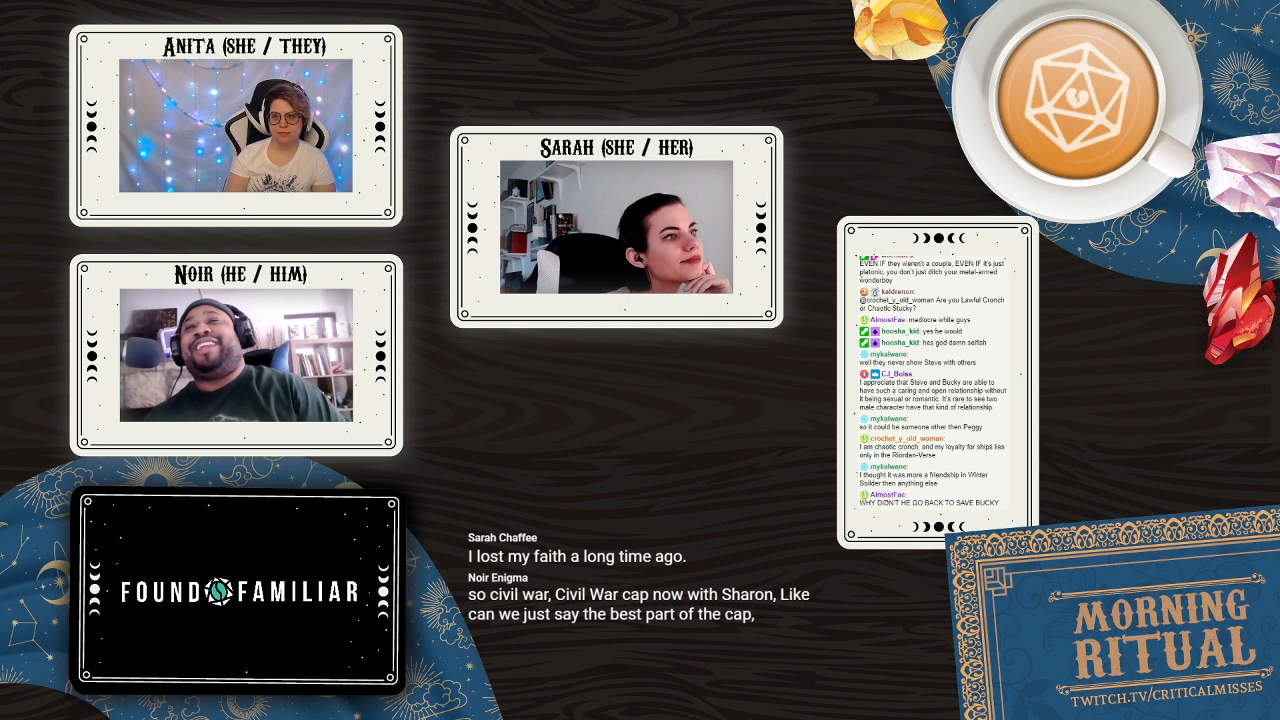 Anita (she / they)
Sarah (she / her)
Noir (he / him)
EVEN IF they weren't a couple, EVEN IF it's just
platonic, you don't just ditch your metal-armed
wonderboy
kaldrenon:
@crochet_y_old_woman Are you Lawful Cronch
or Chaotic Stucky?
AlmostFae: mediocre white guys
hoosha_kid: yes he would
hoosha_kid: hes god damn selfish
mykalwane:
well they never show Steve with others
CJ_Boiss:
I appreciate that Steve and Bucky are able to
have such a caring and open relationship without
it being sexual or romantic. It's rare to see two
male character have that kind of relationship.
mykalwane:
so it could be someone other then Peggy
crochet_y_old_woman:
I am chaotic cronch, and my loyalty for ships lies
only in the Riordan-Verse
mykalwane:
I thought it was more a friendship in Winter
Soilder then anything else
AlmostFae:
WHY DIDN'T HE GO BACK TO SAVE BUCKY
FOUND FAMILIAR
Sarah Chaffee
I lost my faith a long time ago.
Noir Enigma
so civil war, Civil War cap now with Sharon, Like
can we just say the best part of the cap,
MORNING
RITUAL
TWITCH.TV/CRITICALMISSES